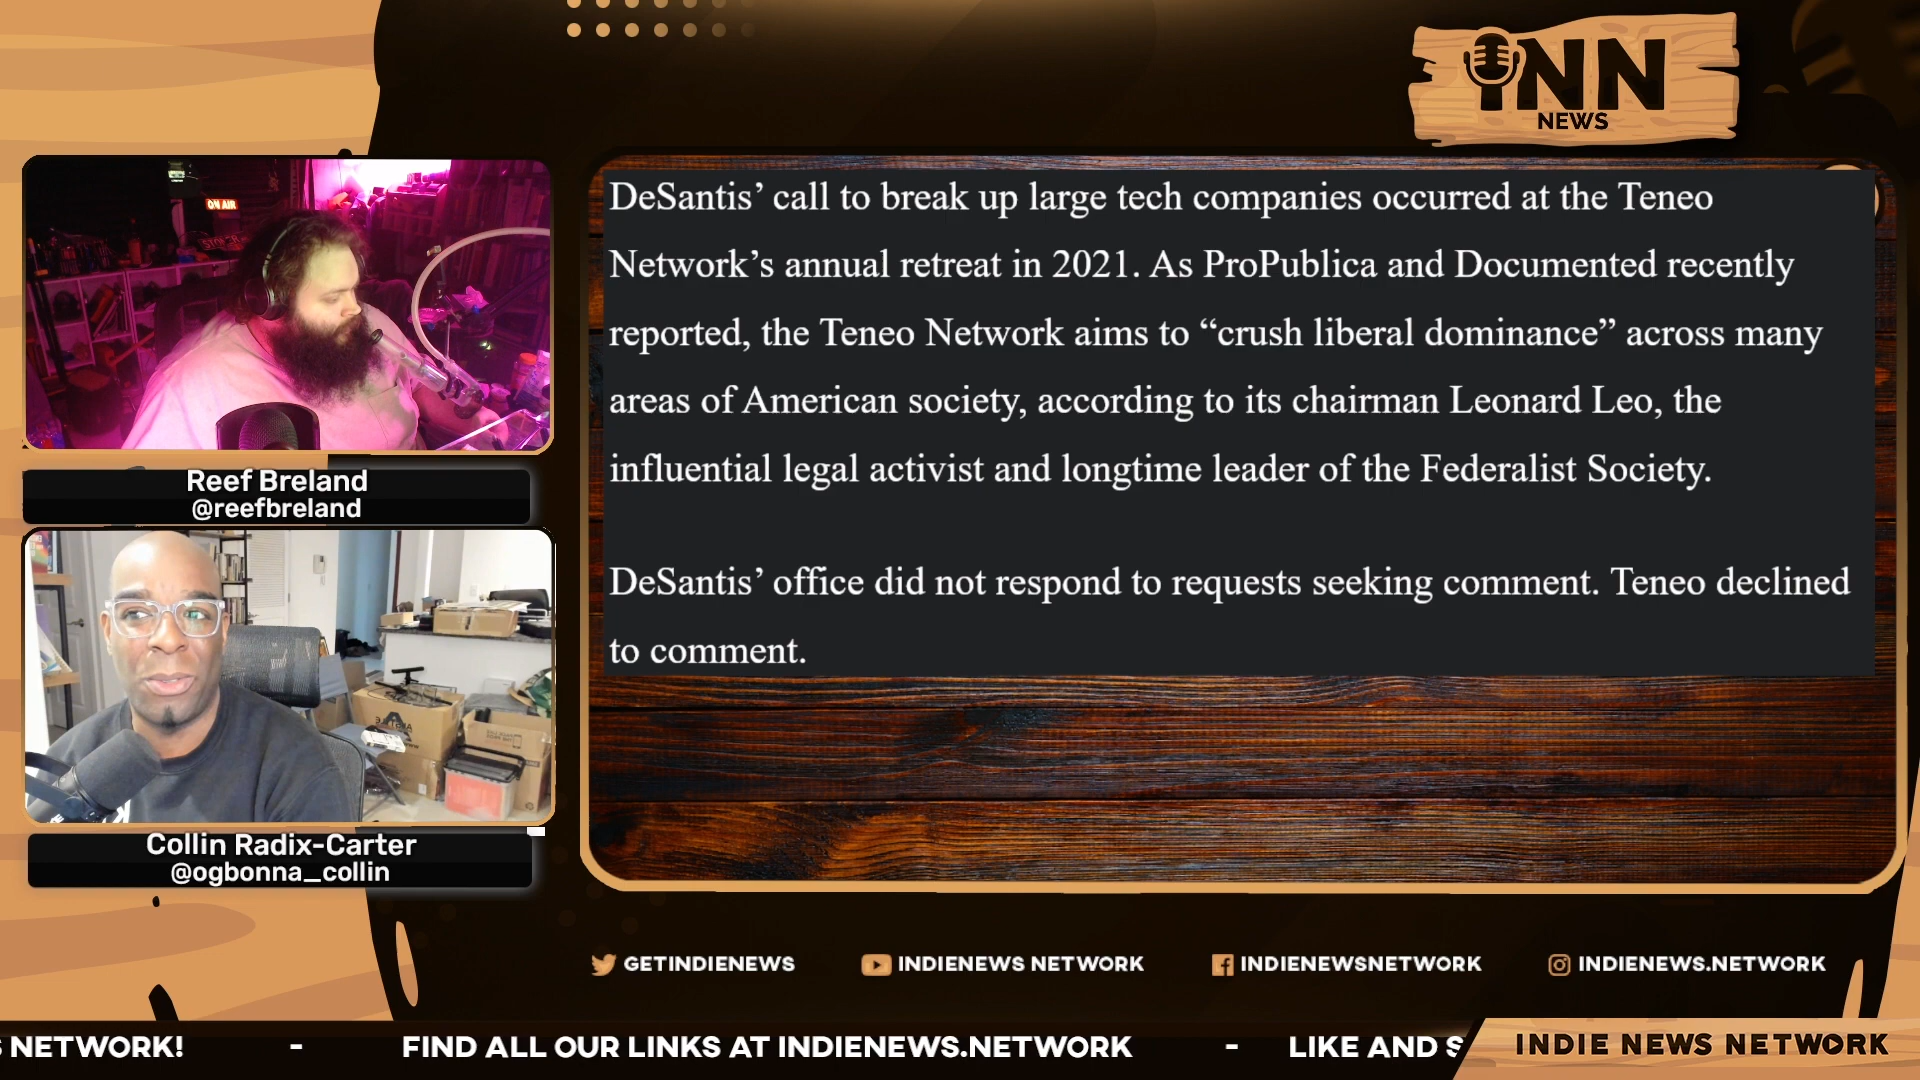 iNN
NEWS
ON AIR
DeSantis’ call to break up large tech companies occurred at the Teneo
Network’s annual retreat in 2021. As ProPublica and Documented recently
reported, the Teneo Network aims to “crush liberal dominance” across many
areas of American society, according to its chairman Leonard Leo, the
influential legal activist and longtime leader of the Federalist Society.
DeSantis’ office did not respond to requests seeking comment. Teneo declined
to comment.
Reef Breland
@reefbreland
Collin Radix-Carter
@ogbonna_collin
GETINDIENEWS
INDIENEWS NETWORK
INDIENEWSNETWORK
INDIENEWS.NETWORK
S NETWORK! - FIND ALL OUR LINKS AT INDIENEWS.NETWORK - LIKE AND S
INDIE NEWS NETWORK